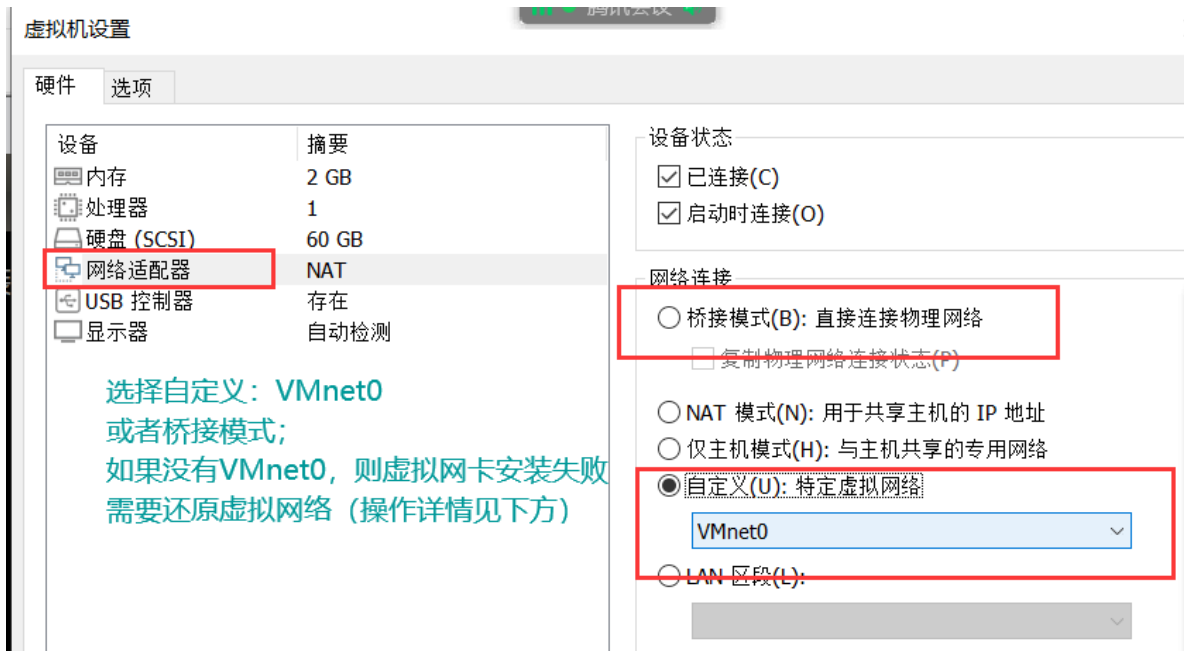 腾讯会议
虚拟机设置
硬件 选项
设备 摘要
内存 2 GB
处理器 1
硬盘 (SCSI) 60 GB
网络适配器 NAT
USB 控制器 存在
显示器 自动检测
选择自定义：VMnet0
或者桥接模式；
如果没有VMnet0，则虚拟网卡安装失败
需要还原虚拟网络（操作详情见下方）
设备状态
已连接(C)
启动时连接(O)
网络连接
桥接模式(B): 直接连接物理网络
复制物理网络连接状态(P)
NAT 模式(N): 用于共享主机的 IP 地址
仅主机模式(H): 与主机共享的专用网络
自定义(U): 特定虚拟网络
VMnet0
LAN 区段(L):